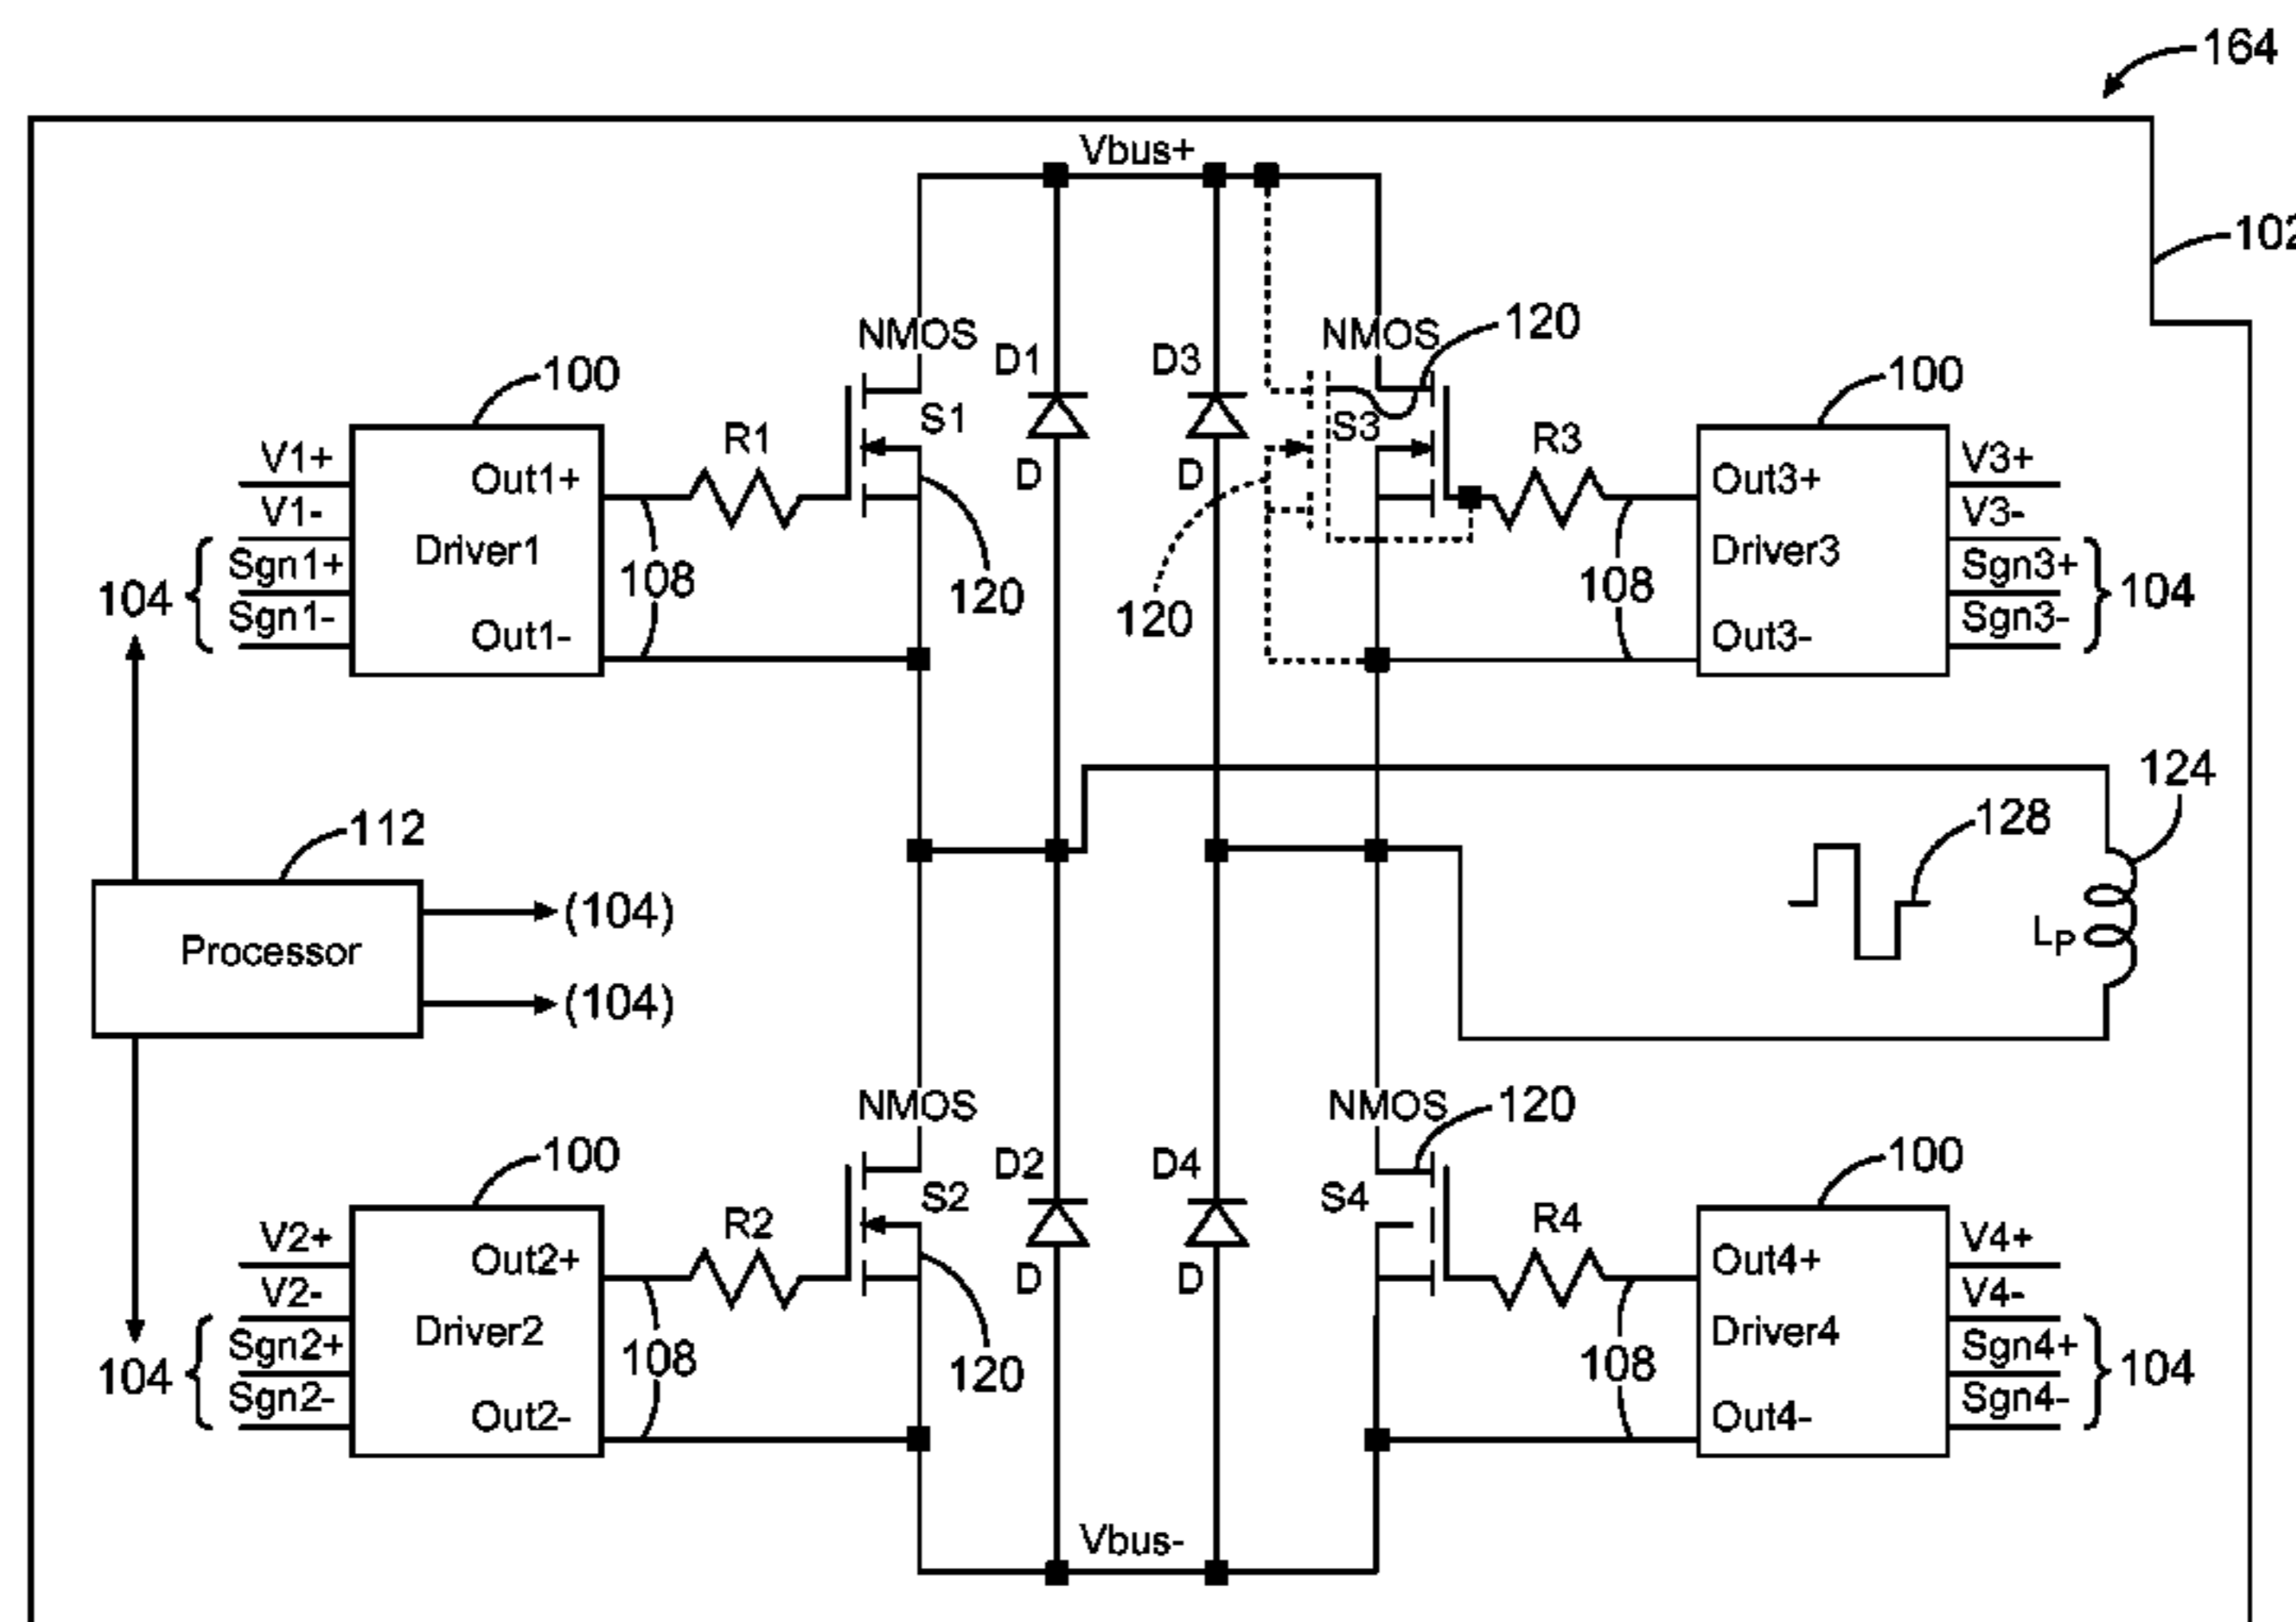 164
Vbus+
102
NMOS
NMOS
120
D1
D3
100
S1
S3
100
V1+
Out1+
R1
D
D
R3
Out3+
V3+
V1-
V3-
Driver1
Driver3
104
Sgn1+
108
120
120
108
Sgn3+
104
Sgn1-
Out1-
Out3-
Sgn3-
124
112
128
Processor
(104)
(104)
LP
NMOS
NMOS
120
100
D2
D4
100
S2
S4
V2+
Out2+
R2
D
D
R4
Out4+
V4+
V2-
V4-
Driver2
Driver4
104
Sgn2+
108
120
108
Sgn4+
104
Sgn2-
Out2-
Out4-
Sgn4-
Vbus-